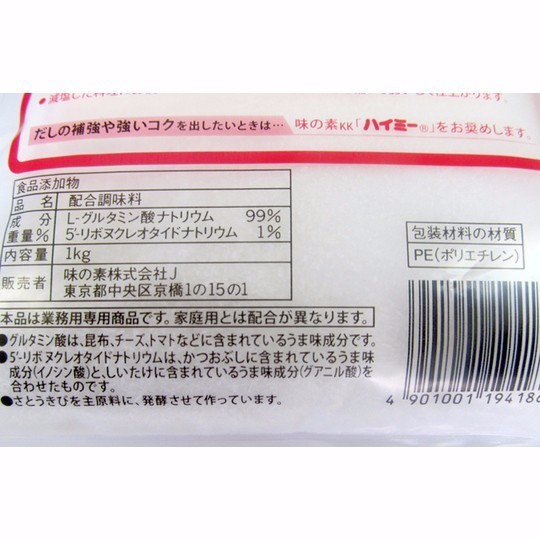 減塩した料理
仕上がります。
だしの補強や強いコクを出したいときは… 味の素KK「ハイミー®」をお奨めします。
食品添加物
品名 配合調味料
成分 L-グルタミン酸ナトリウム 99%
重量% 5'-リボヌクレオタイドナトリウム 1%
内容量 1kg
販売者 味の素株式会社J
東京都中央区京橋1の15の1
包装材料の材質
PE(ポリエチレン)
本品は業務用専用商品です。家庭用とは配合が異なります。
●グルタミン酸は、昆布、チーズ、トマトなどに含まれているうま味成分です。
●5'-リボヌクレオタイドナトリウムは、かつおぶしに含まれているうま味
成分(イノシン酸)と、しいたけに含まれているうま味成分(グアニル酸)を
合わせたものです。
●さとうきびを主原料に、発酵させて作っています。
4 901001 194186